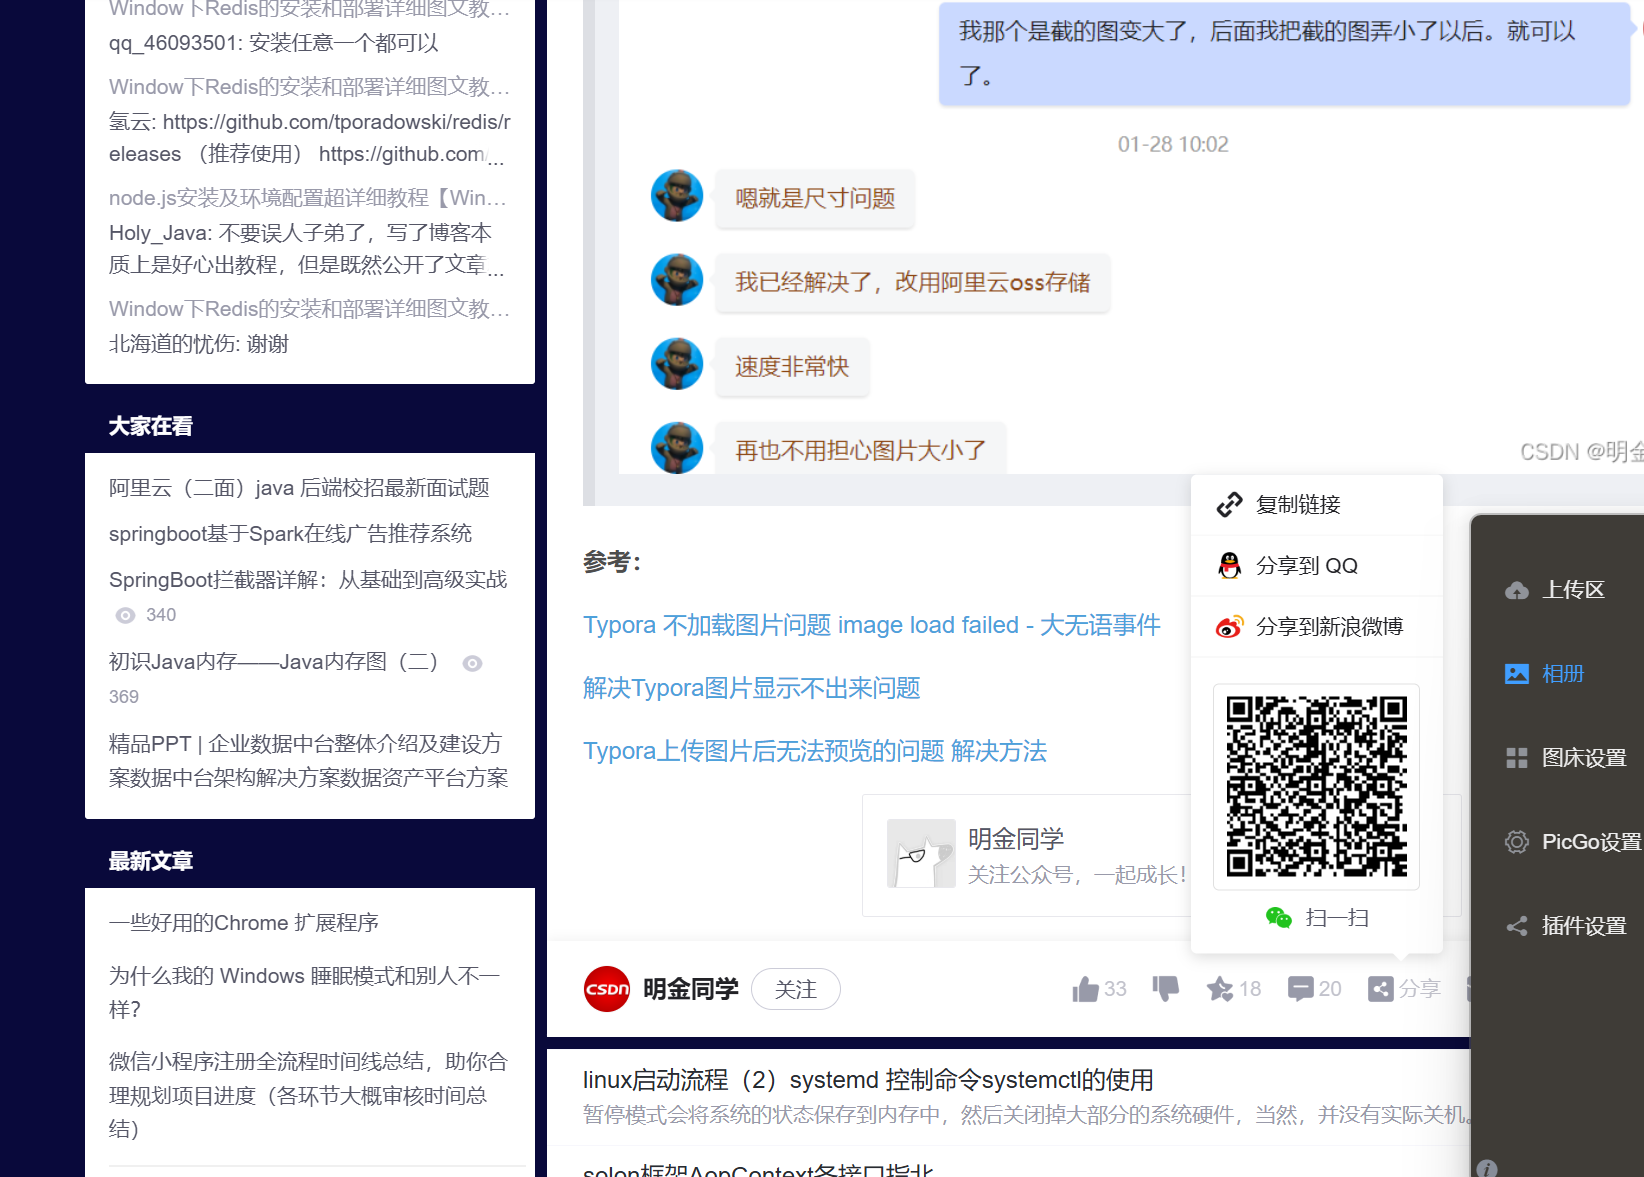 Window下Redis的安装和部署详细图文教...
qq_46093501: 安装任意一个都可以
Window下Redis的安装和部署详细图文教...
氢云: https://github.com/tporadowski/redis/r
eleases （推荐使用） https://github.com/...
node.js安装及环境配置超详细教程【Win...
Holy_Java: 不要误人子弟了，写了博客本
质上是好心出教程，但是既然公开了文章...
Window下Redis的安装和部署详细图文教...
北海道的忧伤: 谢谢
大家在看
阿里云（二面）java 后端校招最新面试题
springboot基于Spark在线广告推荐系统
SpringBoot拦截器详解：从基础到高级实战
340
初识Java内存——Java内存图（二）
369
精品PPT | 企业数据中台整体介绍及建设方
案数据中台架构解决方案数据资产平台方案
最新文章
一些好用的Chrome 扩展程序
为什么我的 Windows 睡眠模式和别人不一
样?
微信小程序注册全流程时间线总结，助你合
理规划项目进度（各环节大概审核时间总
结）
我那个是截的图变大了，后面我把截的图弄小了以后。就可以
了。
01-28 10:02
嗯就是尺寸问题
我已经解决了，改用阿里云oss存储
速度非常快
再也不用担心图片大小了
CSDN @明金
参考：
Typora 不加载图片问题 image load failed - 大无语事件
解决Typora图片显示不出来问题
Typora上传图片后无法预览的问题 解决方法
明金同学
关注公众号，一起成长！
复制链接
分享到 QQ
分享到新浪微博
扫一扫
CSDN 明金同学 关注 33 18 20 分享
linux启动流程（2）systemd 控制命令systemctl的使用
暂停模式会将系统的状态保存到内存中，然后关闭掉大部分的系统硬件，当然，并没有实际关机。
solon框架AopContext各接口指北
上传区
相册
图床设置
PicGo设置
插件设置